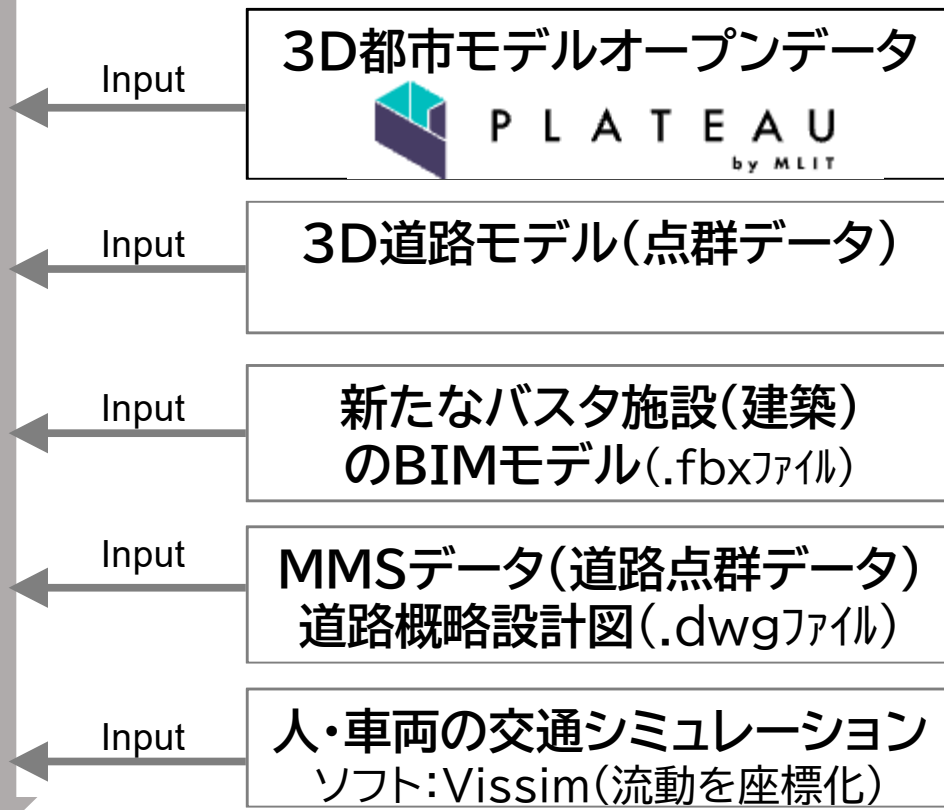 Input
3D都市モデルオープンデータ
PLATEAU
by MLIT
Input
3D道路モデル(点群データ)
Input
新たなバスタ施設(建築)
のBIMモデル(.fbxファイル)
Input
MMSデータ(道路点群データ)
道路概略設計図(.dwgファイル)
Input
人・車両の交通シミュレーション
ソフト:Vissim(流動を座標化)